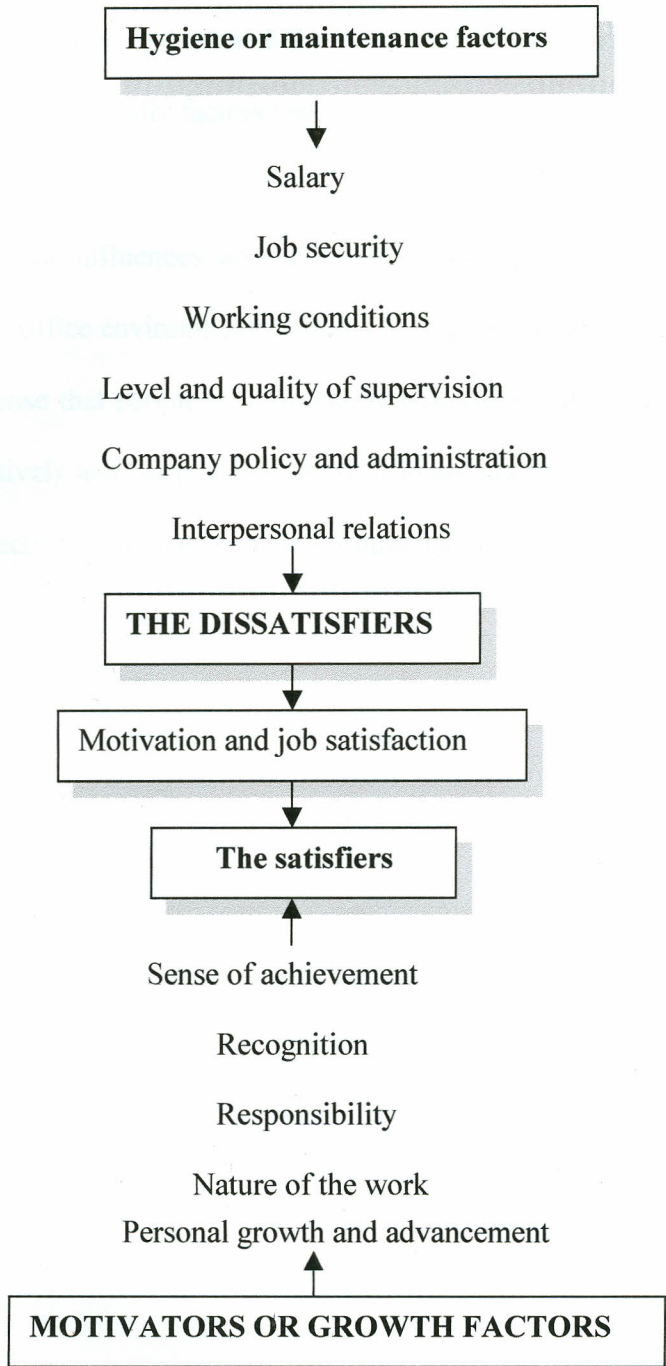 Hygiene or maintenance factors
Salary
Job security
Working conditions
Level and quality of supervision
Company policy and administration
Interpersonal relations
THE DISSATISFIERS
Motivation and job satisfaction
The satisfiers
Sense of achievement
Recognition
Responsibility
Nature of the work
Personal growth and advancement
MOTIVATORS OR GROWTH FACTORS